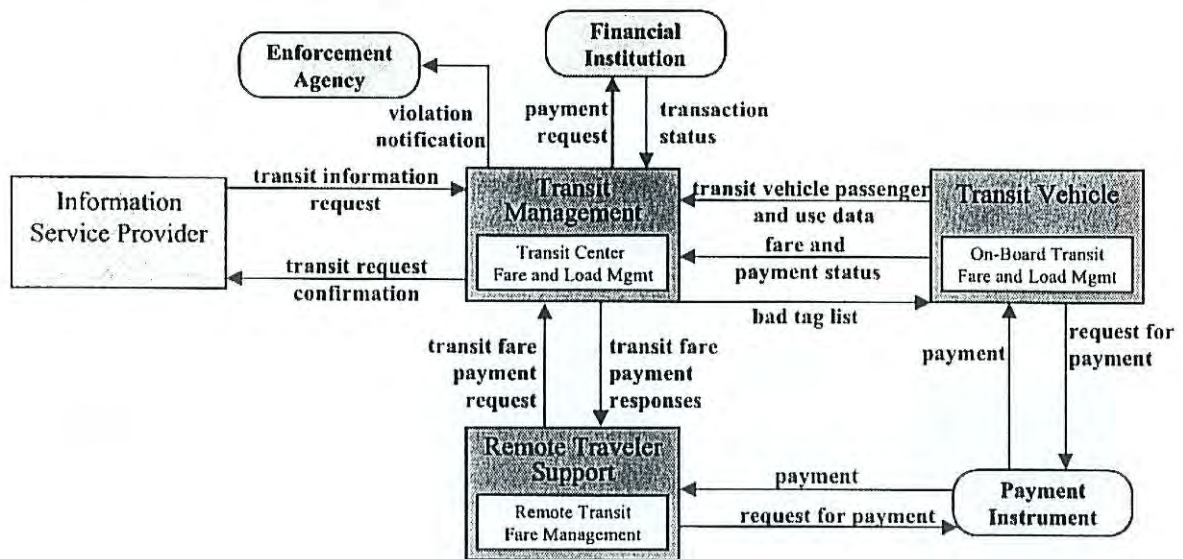 Financial
Institution
Enforcement
Agency
violation
notification
payment
request
transaction
status
transit information
request
Information
Service Provider
transit request
confirmation
Transit
Management
Transit Center
Fare and Load Mgmt
transit vehicle passenger
and use data
fare and
payment status
bad tag list
Transit Vehicle
On-Board Transit
Fare and Load Mgmt
transit fare
payment
request
transit fare
payment
responses
payment
request for
payment
Remote Traveler
Support
Remote Transit
Fare Management
payment
request for payment
Payment
Instrument